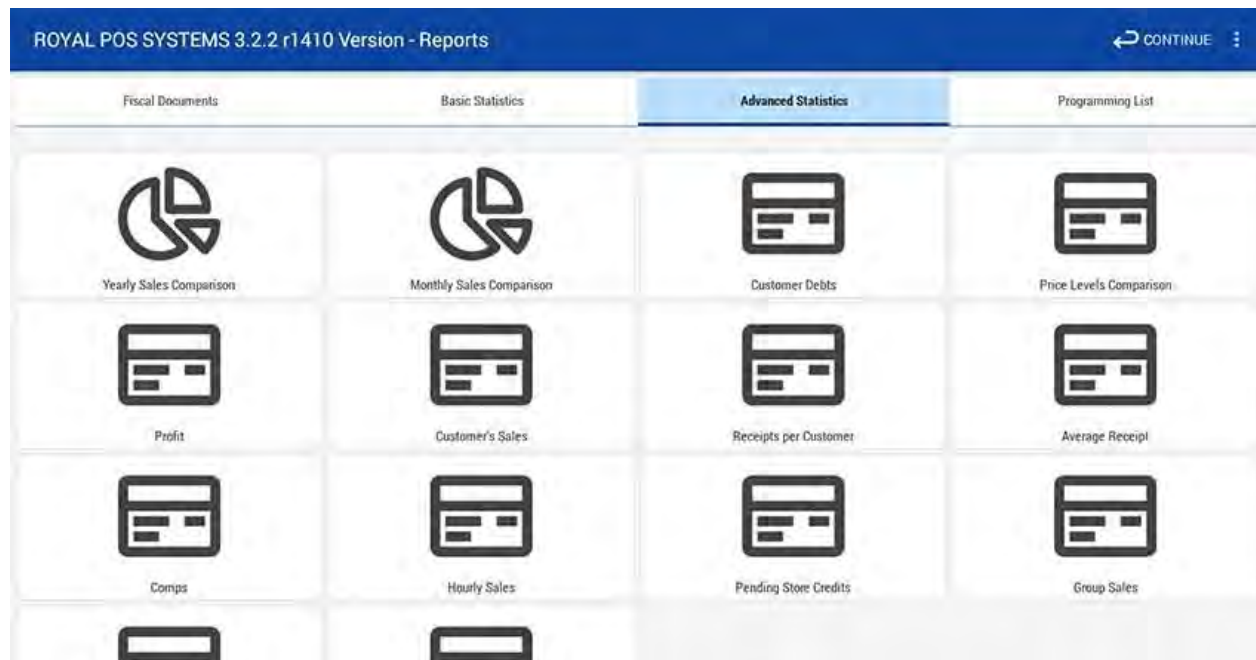 ROYAL POS SYSTEMS 3.2.2 r1410 Version - Reports
CONTINUE
Fiscal Documents
Basic Statistics
Advanced Statistics
Programming List
Yearly Sales Comparison
Monthly Sales Comparison
Customer Debts
Price Levels Comparison
Profit
Customer's Sales
Receipts per Customer
Average Receipt
Comps
Hourly Sales
Pending Store Credits
Group Sales